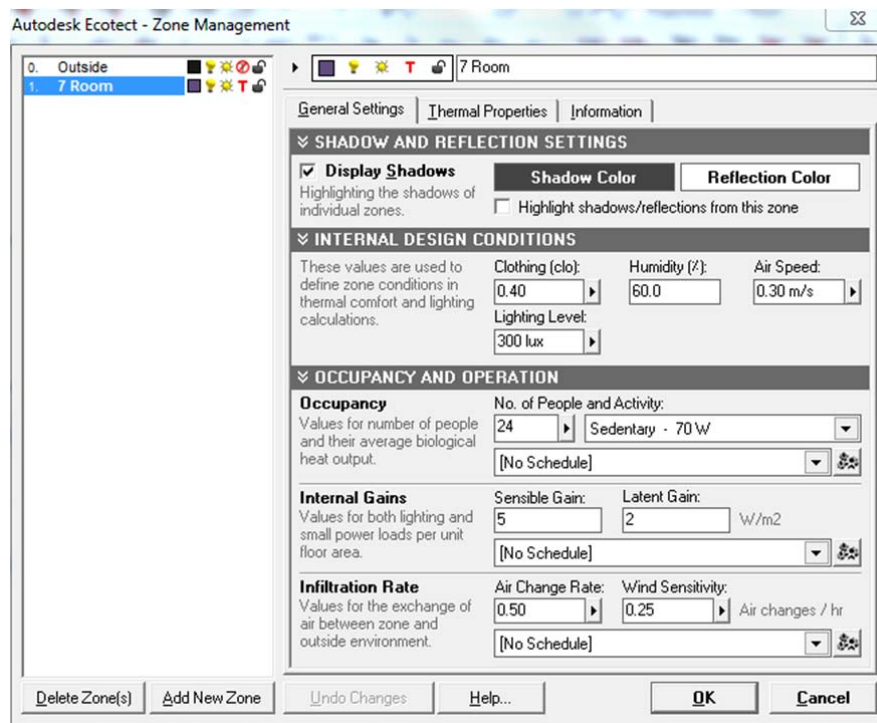 Autodesk Ecotect - Zone Management
0. Outside
1. 7 Room
T
T 7 Room
General Settings Thermal Properties Information
SHADOW AND REFLECTION SETTINGS
Display Shadows
Highlighting the shadows of
individual zones.
Shadow Color Reflection Color
Highlight shadows/reflections from this zone
INTERNAL DESIGN CONDITIONS
These values are used to
define zone conditions in
thermal comfort and lighting
calculations.
Clothing (clo): Humidity (%): Air Speed:
0.40 60.0 0.30 m/s
Lighting Level:
300 lux
OCCUPANCY AND OPERATION
Occupancy
Values for number of people
and their average biological
heat output.
No. of People and Activity:
24 Sedentary - 70 W
[No Schedule]
Internal Gains
Values for both lighting and
small power loads per unit
floor area.
Sensible Gain: Latent Gain:
5 2 W/m2
[No Schedule]
Infiltration Rate
Values for the exchange of
air between zone and
outside environment.
Air Change Rate: Wind Sensitivity:
0.50 0.25 Air changes / hr
[No Schedule]
Delete Zone(s) Add New Zone Undo Changes Help... OK Cancel